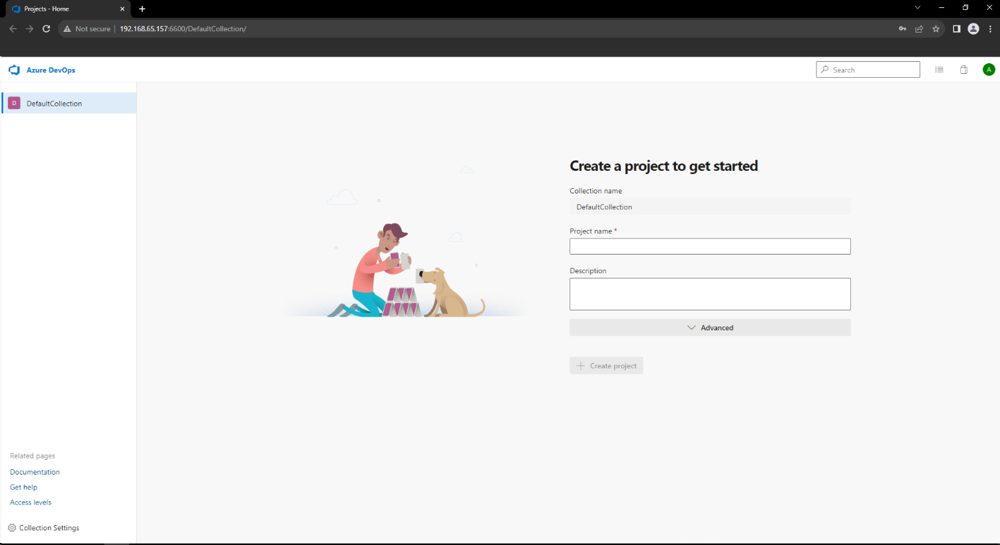 Projects - Home
Not secure
192.168.65.157:6600/DefaultCollection/
Azure DevOps
Search
A
D
DefaultCollection
Create a project to get started
Collection name
DefaultCollection
Project name *
Description
Advanced
Create project
Related pages
Documentation
Get help
Access levels
Collection Settings